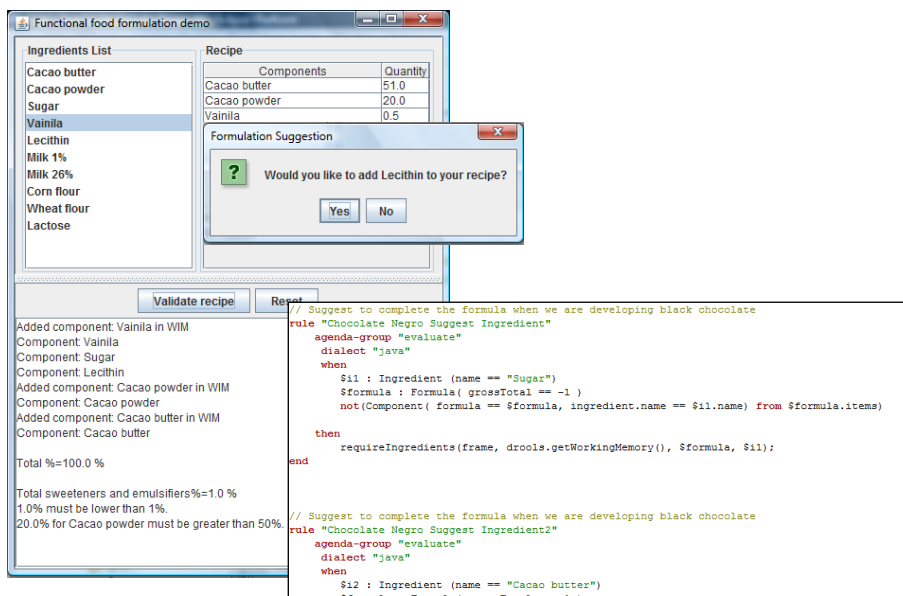 Functional food formulation demo
Ingredients List
Cacao butter
Cacao powder
Sugar
Vainila
Lecithin
Milk 1%
Milk 26%
Corn flour
Wheat flour
Lactose
Recipe
Components Quantity
Cacao butter 51.0
Cacao powder 20.0
Vainila 0.5
Formulation Suggestion
?
Would you like to add Lecithin to your recipe?
Yes No
Validate recipe Reset
Added component: Vainila in WIM
Component: Vainila
Component: Sugar
Component: Lecithin
Added component: Cacao powder in WIM
Component: Cacao powder
Added component: Cacao butter in WIM
Component: Cacao butter
Total %=100.0 %
Total sweeteners and emulsifiers%=1.0 %
1.0% must be lower than 1%.
20.0% for Cacao powder must be greater than 50%.
// Suggest to complete the formula when we are developing black chocolate
rule "Chocolate Negro Suggest Ingredient"
agenda-group "evaluate"
dialect "java"
when
$i1 : Ingredient (name == "Sugar")
$formula : Formula( grossTotal == -1 )
not(Component( formula == $formula, ingredient.name == $i1.name) from $formula.items)
then
requireIngredients(frame, drools.getWorkingMemory(), $formula, $i1);
end
// Suggest to complete the formula when we are developing black chocolate
rule "Chocolate Negro Suggest Ingredient2"
agenda-group "evaluate"
dialect "java"
when
$i2 : Ingredient (name == "Cacao butter")